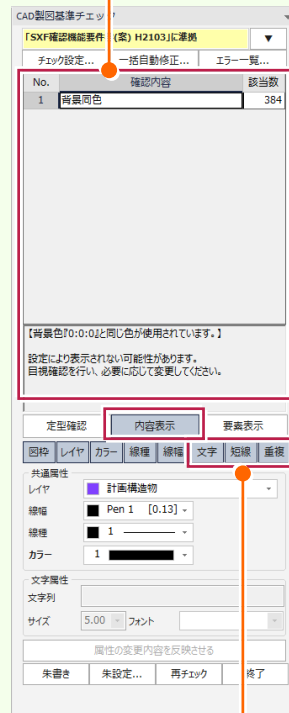 CAD製図基準チェック
「SXF確認機能要件 (案) H2103」に準拠 ▼
チェック設定... 一括自動修正... エラー一覧...
No. 確認内容 該当数
1 背景同色 384
【背景色『0:0:0』と同じ色が使用されています。】
設定により表示されない可能性があります。
目視確認を行い、必要に応じて変更してください。
定型確認 内容表示 要素表示
図枠 レイヤ カラー 線種 線幅 文字 短線 重複
共通属性
レイヤ 計画構造物
線幅 Pen 1 [0.13]
線種 1
カラー 1
文字属性
文字列
サイズ 5.00 フォント
属性の変更内容を反映させる
朱書き 朱設定... 再チェック 終了